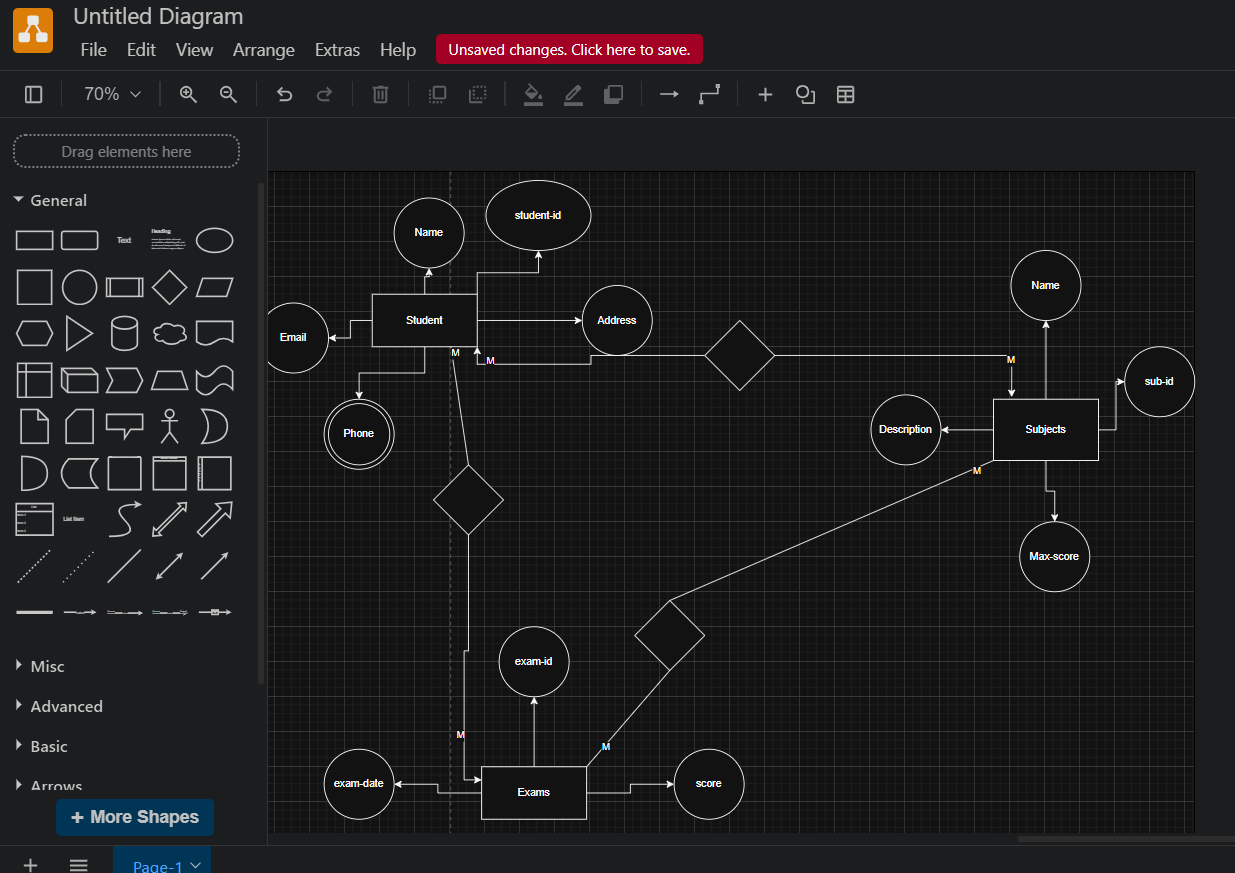 Untitled Diagram
File Edit View Arrange Extras Help Unsaved changes. Click here to save.
70%
Drag elements here
General
Text
Heading
List Item
Misc
Advanced
Basic
Arrows
+ More Shapes
Page-1
student-id
Name
Name
Student
Address
Email
M
M
M
sub-id
Description
Subjects
Phone
M
Max-score
exam-id
M
M
exam-date
Exams
score